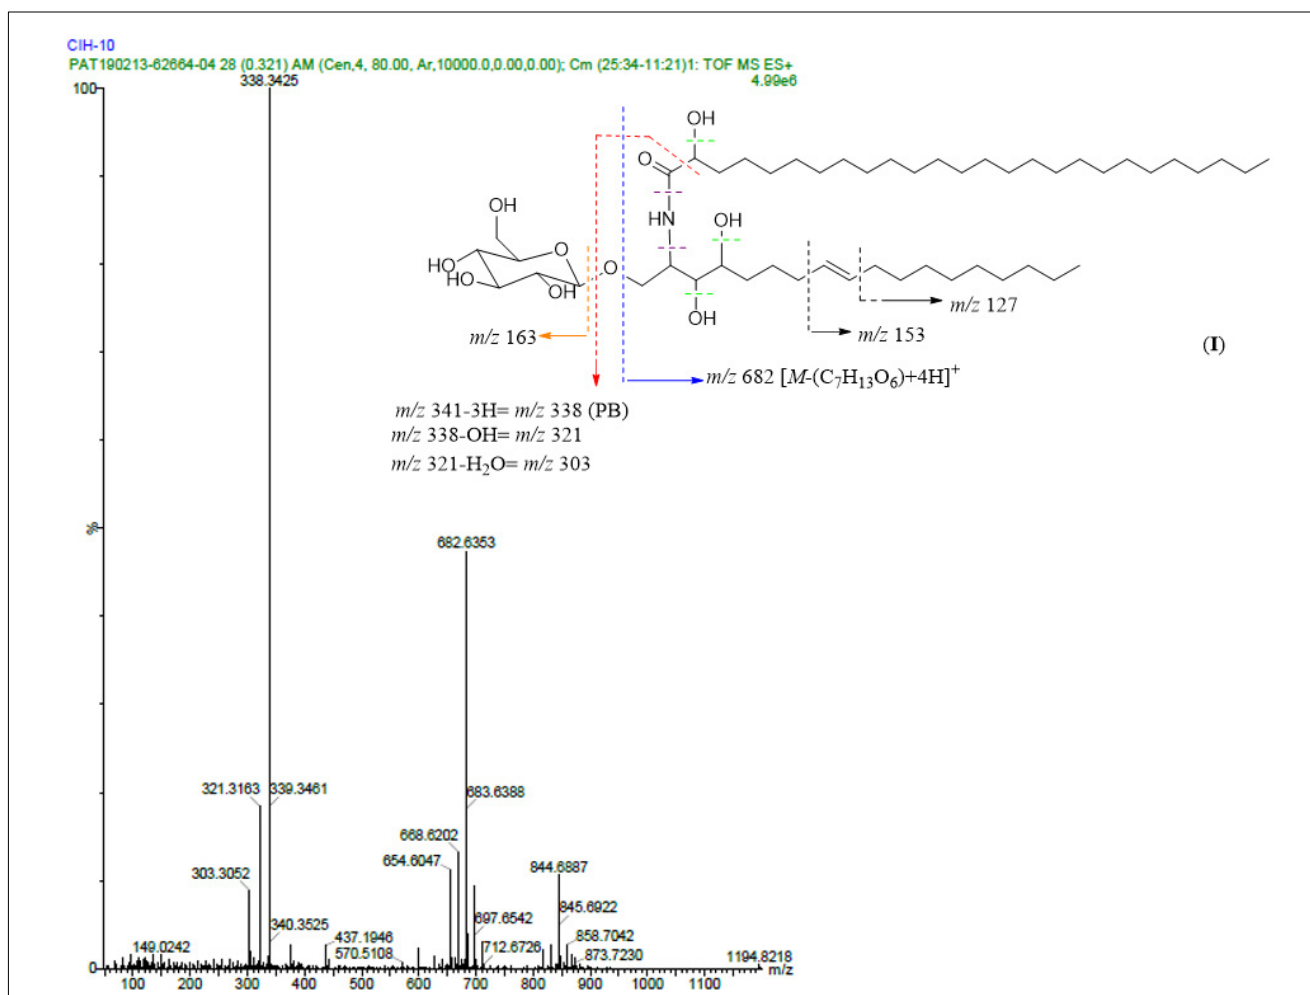 CIH-10
PAT190213-62664-04 28 (0.321) AM (Cen,4, 80.00, Ar,10000.0,0.00,0.00); Cm (25:34-11:21)
1: TOF MS ES+
4.99e6
338.3425
100
%
0
OH
O
HN
OH
OH
O
O
HO
HO
OH
OH
m/z 127
m/z 153
m/z 163
(I)
m/z 682 [M-(C₇H₁₃O₆)+4H]⁺
m/z 341-3H= m/z 338 (PB)
m/z 338-OH= m/z 321
m/z 321-H₂O= m/z 303
682.6353
321.3163
339.3461
683.6388
668.6202
654.6047
844.6887
303.3052
845.6922
340.3525
697.6542
437.1946
858.7042
149.0242
570.5108
712.6726
873.7230
1194.8218
m/z
100 200 300 400 500 600 700 800 900 1000 1100